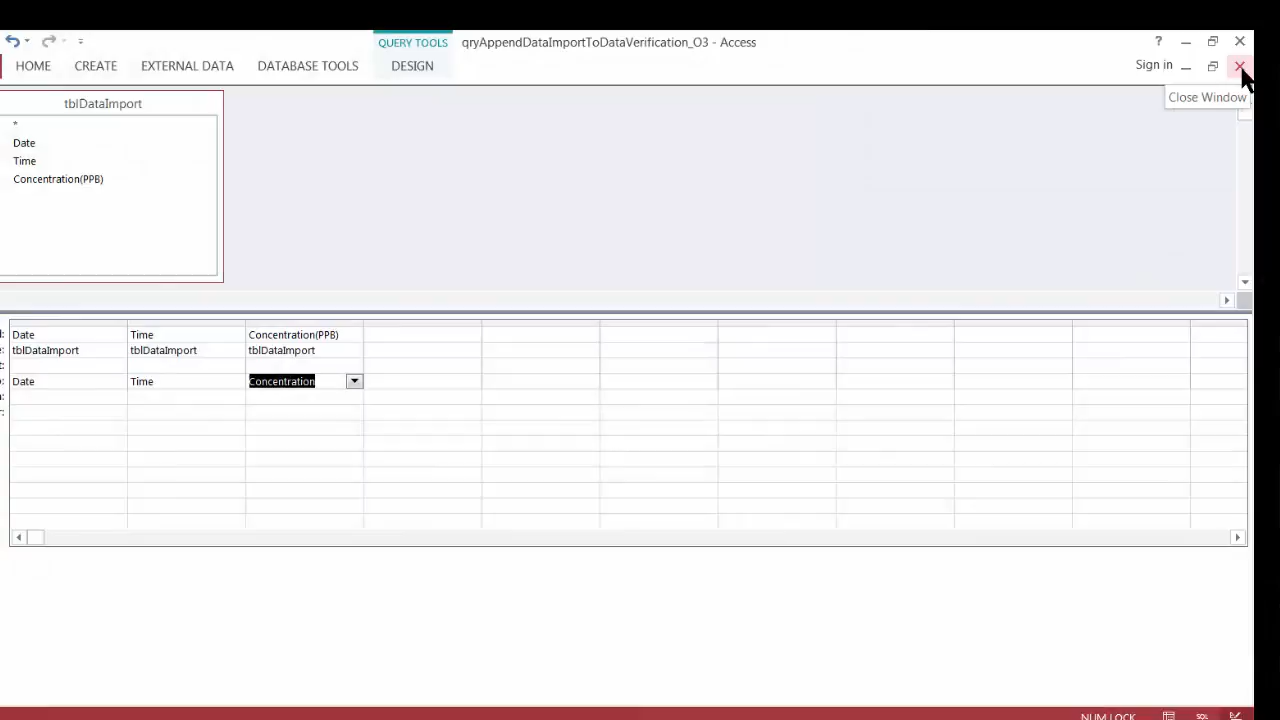 QUERY TOOLS qryAppendDataImportToDataVerification_O3 - Access ?
HOME CREATE EXTERNAL DATA DATABASE TOOLS DESIGN Sign in
Close Window
tblDataImport
*
Date
Time
Concentration(PPB)
Date Time Concentration(PPB)
tblDataImport tblDataImport tblDataImport
Date Time Concentration
NUM LOCK SQL